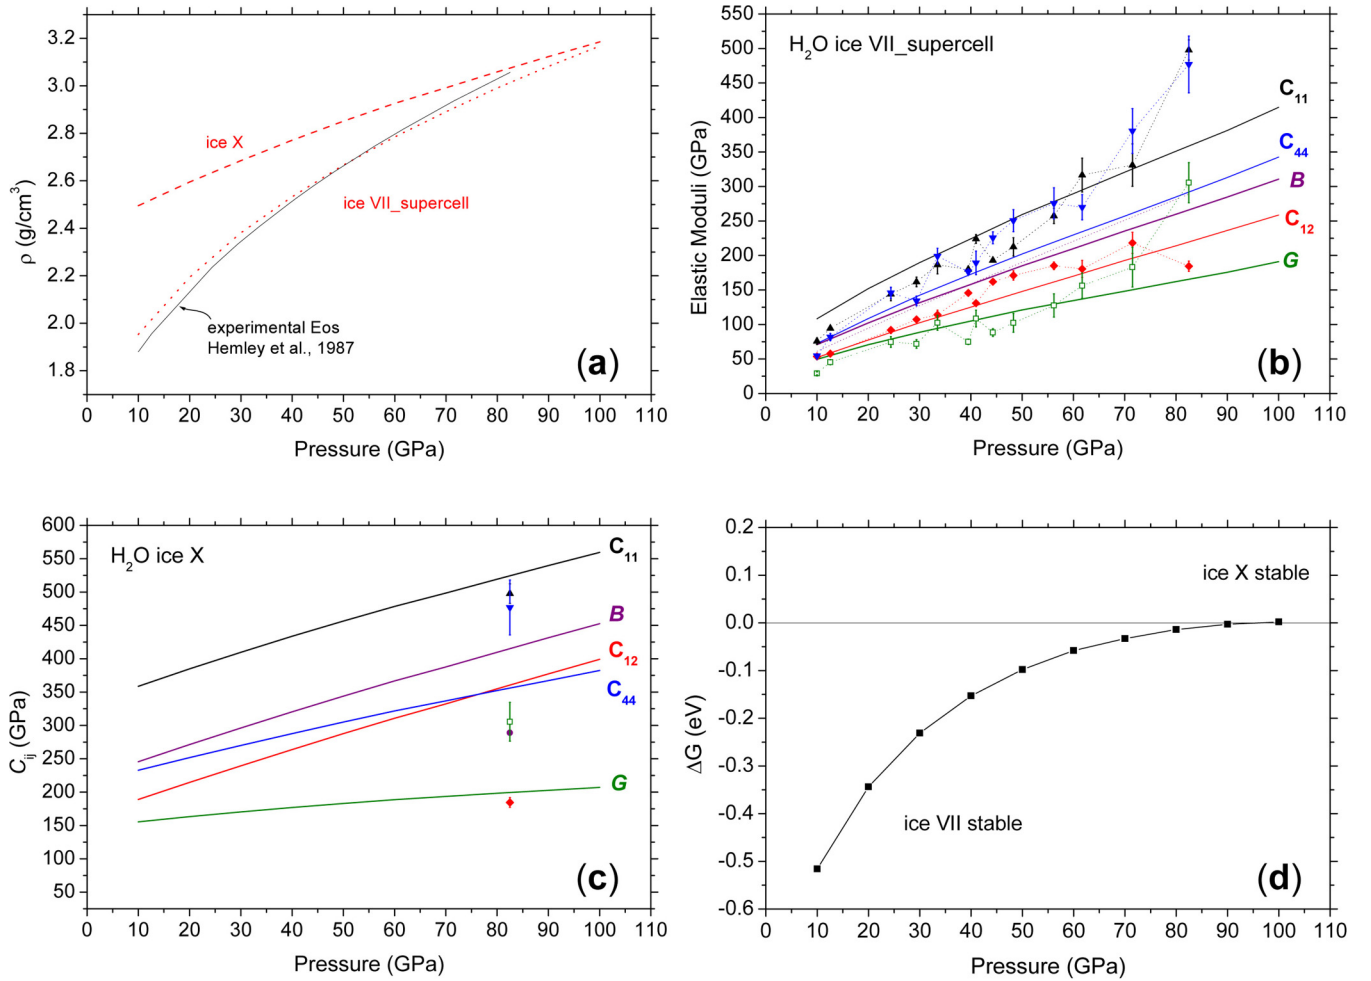 3.2
3.0
2.8
2.6
2.4
2.2
2.0
1.8
ρ (g/cm³)
ice X
ice VII_supercell
experimental Eos
Hemley et al., 1987
(a)
0 10 20 30 40 50 60 70 80 90 100 110
Pressure (GPa)
550
500
450
400
350
300
250
200
150
100
50
0
Elastic Moduli (GPa)
H₂O ice VII_supercell
C₁₁
C₄₄
B
C₁₂
G
(b)
0 10 20 30 40 50 60 70 80 90 100 110
Pressure (GPa)
600
550
500
450
400
350
300
250
200
150
100
50
Cᵢⱼ (GPa)
H₂O ice X
C₁₁
B
C₁₂
C₄₄
G
(c)
0 10 20 30 40 50 60 70 80 90 100 110
Pressure (GPa)
0.2
0.1
0.0
-0.1
-0.2
-0.3
-0.4
-0.5
-0.6
ΔG (eV)
ice X stable
ice VII stable
(d)
0 10 20 30 40 50 60 70 80 90 100 110
Pressure (GPa)